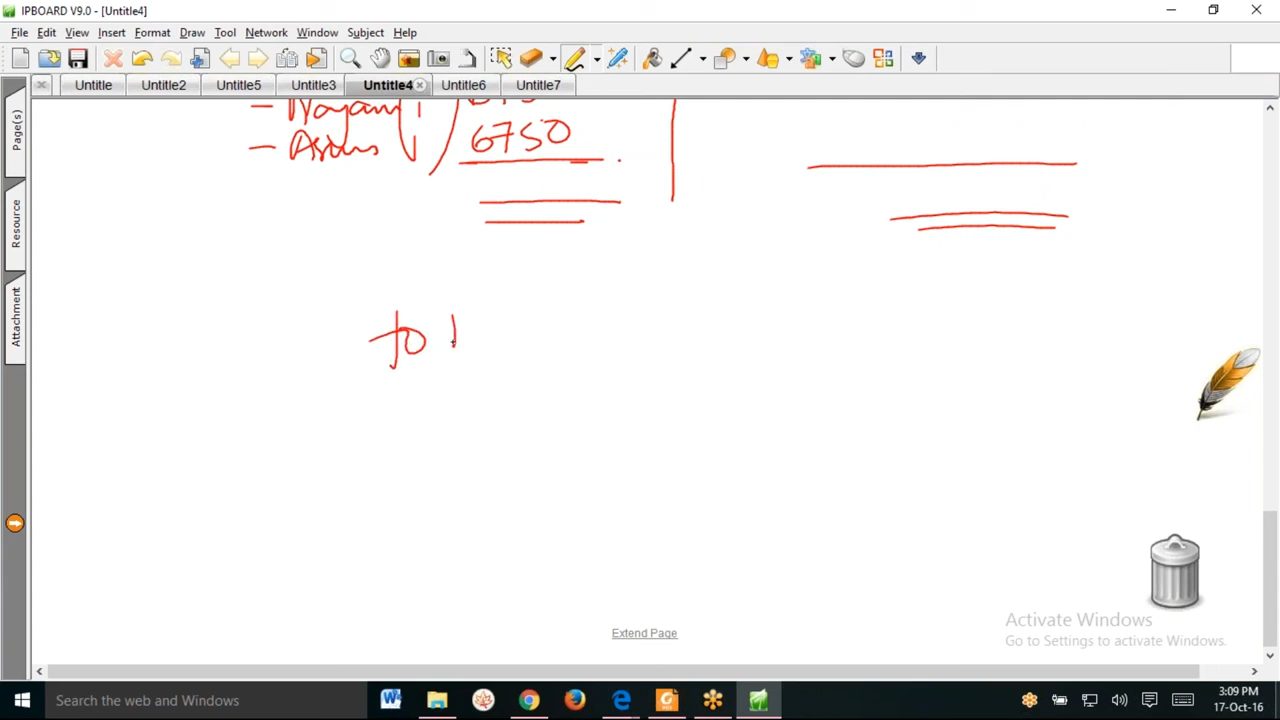 IPBOARD V9.0 - [Untitle4]
File Edit View Insert Format Draw Tool Network Window Subject Help
Untitle Untitle2 Untitle5 Untitle3 Untitle4 Untitle6 Untitle7
Page(s)
Resource
Attachment
6750
to
Extend Page
Activate Windows
Go to Settings to activate Windows.
Search the web and Windows
3:09 PM
17-Oct-16